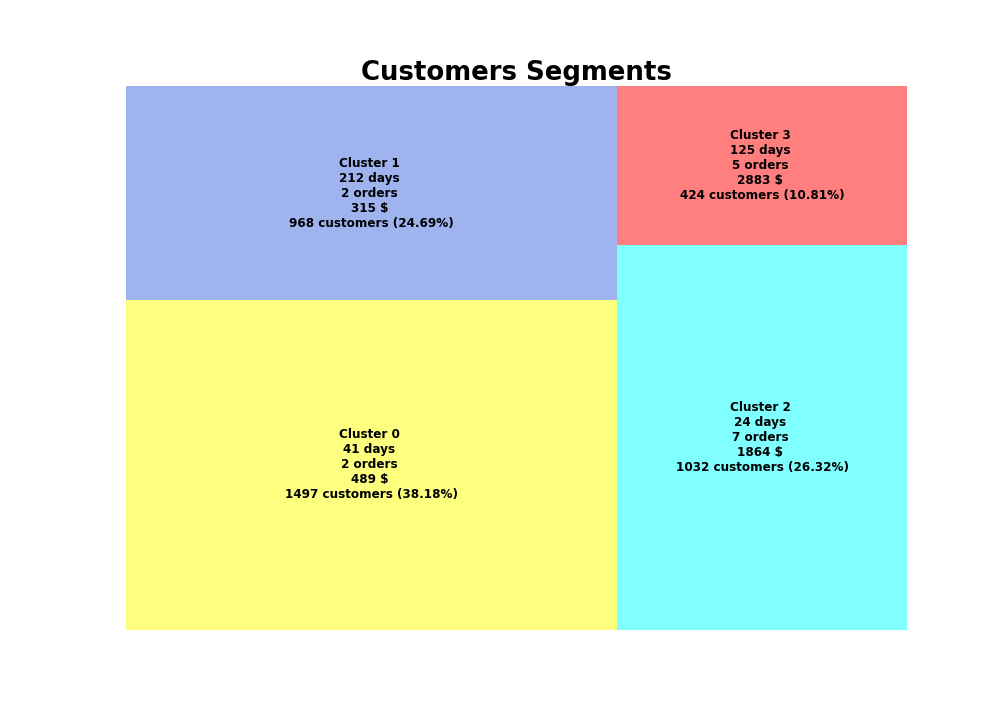 Customers Segments
Cluster 1
212 days
2 orders
315 $
968 customers (24.69%)
Cluster 3
125 days
5 orders
2883 $
424 customers (10.81%)
Cluster 0
41 days
2 orders
489 $
1497 customers (38.18%)
Cluster 2
24 days
7 orders
1864 $
1032 customers (26.32%)